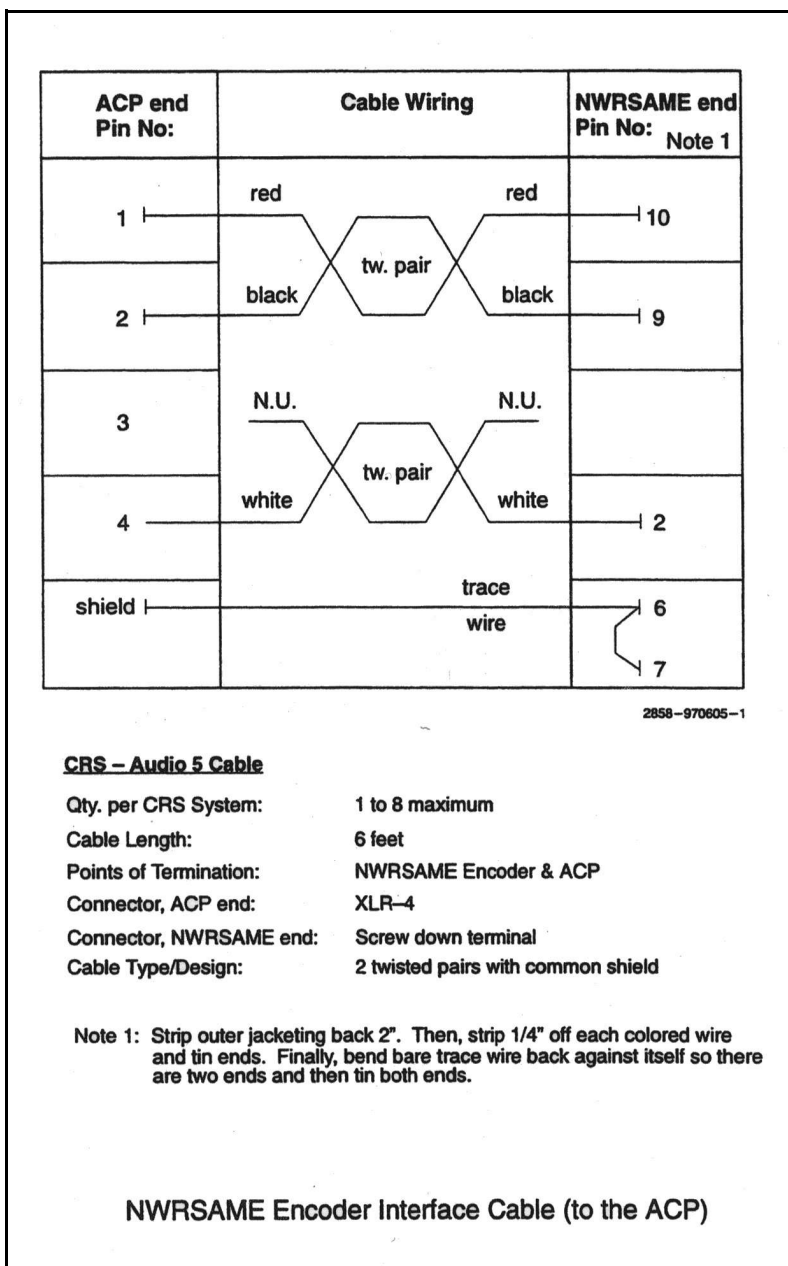 ACP end
Pin No:
Cable Wiring
NWRSAME end
Pin No: Note 1
1 red red 10
tw. pair
2 black black 9
3 N.U. N.U.
tw. pair
4 white white 2
shield trace 6
wire
7
2858-970605-1
CRS - Audio 5 Cable
Qty. per CRS System: 1 to 8 maximum
Cable Length: 6 feet
Points of Termination: NWRSAME Encoder & ACP
Connector, ACP end: XLR-4
Connector, NWRSAME end: Screw down terminal
Cable Type/Design: 2 twisted pairs with common shield
Note 1: Strip outer jacketing back 2". Then, strip 1/4" off each colored wire
and tin ends. Finally, bend bare trace wire back against itself so there
are two ends and then tin both ends.
NWRSAME Encoder Interface Cable (to the ACP)